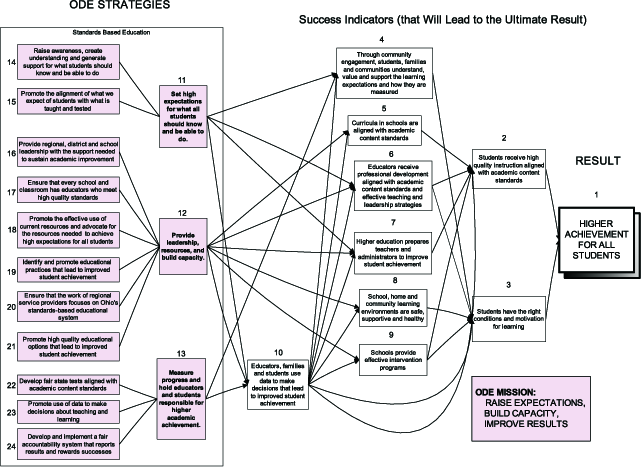 ODE STRATEGIES
Success Indicators (that Will Lead to the Ultimate Result)
Standards Based Education
14
Raise awareness, create
understanding and generate
support for what students should
know and be able to do
15
Promote the alignment of what we
expect of students with what is
taught and tested
16
Provide regional, district and school
leadership with the support needed
to sustain academic improvement
17
Ensure that every school and
classroom has educators who meet
high quality standards
18
Promote the effective use of
current resources and advocate for
the resources needed to achieve
high expectations for all students
19
Identify and promote educational
practices that lead to improved
student achievement
20
Ensure that the work of regional
service providers focuses on Ohio's
standards-based educational
system
21
Promote high quality educational
options that lead to improved
student achievement
22
Develop fair state tests aligned with
academic content standards
23
Promote use of data to make
decisions about teaching and
learning
24
Develop and implement a fair
accountability system that reports
results and rewards successes
11
Set high
expectations
for what all
students
should know
and be able to
do.
12
Provide
leadership,
resources, and
build capacity.
13
Measure
progress and
hold educators
and students
responsible for
higher
academic
achievement.
10
Educators, families
and students use
data to make
decisions that lead
to improved student
achievement
4
Through community
engagement, students, families
and communities understand,
value and support the learning
expectations and how they are
measured
5
Curricula in schools are
aligned with academic
content standards
6
Educators receive
professional development
aligned with academic
content standards and
effective teaching and
leadership strategies
7
Higher education prepares
teachers and
administrators to improve
student achievement
8
School, home and
community learning
environments are safe,
supportive and healthy
9
Schools provide
effective intervention
programs
2
Students receive high
quality instruction aligned
with academic content
standards
3
Students have the right
conditions and motivation
for learning
RESULT
1
HIGHER
ACHIEVEMENT
FOR ALL
STUDENTS
ODE MISSION:
RAISE EXPECTATIONS,
BUILD CAPACITY,
IMPROVE RESULTS